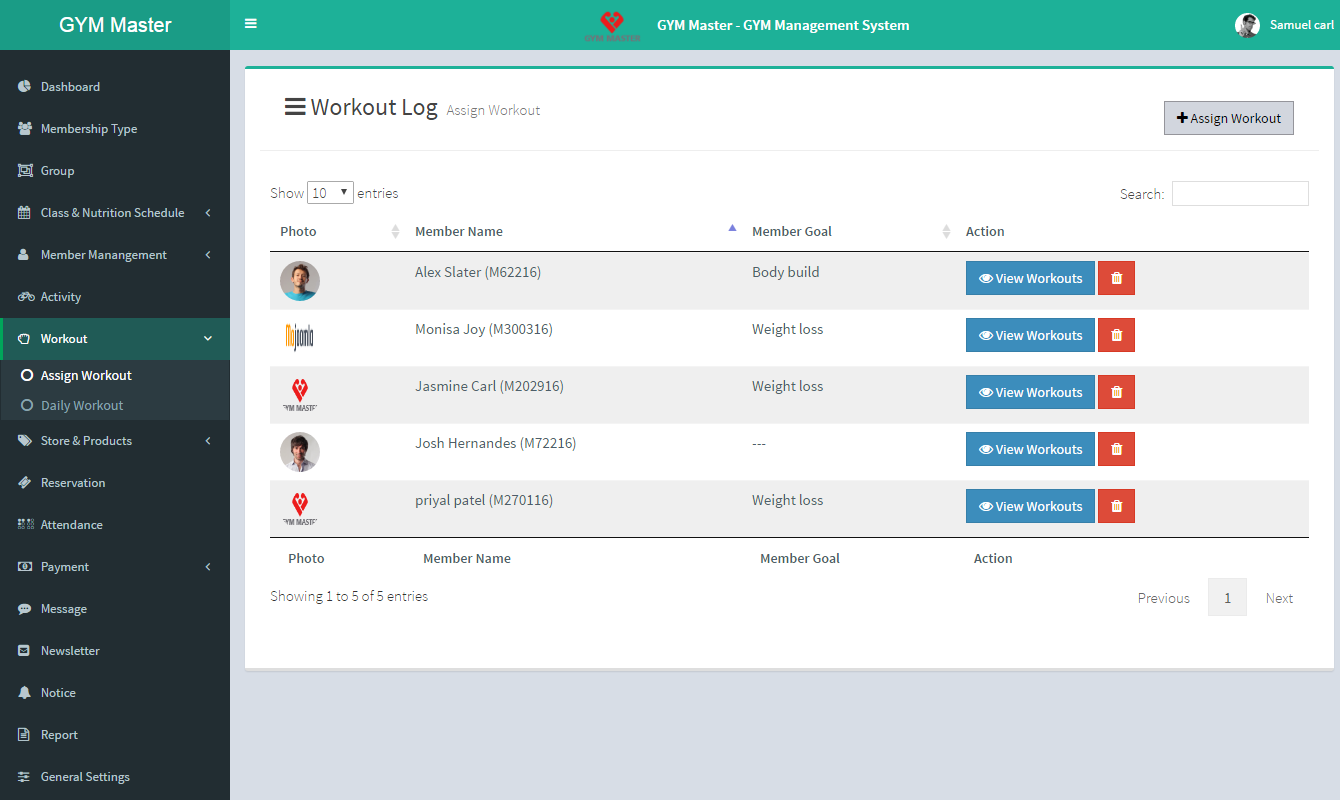 GYM Master
GYM MASTER
GYM Master - GYM Management System
Samuel carl
Dashboard
Membership Type
Group
Class & Nutrition Schedule
Member Manangement
Activity
Workout
Assign Workout
Daily Workout
Store & Products
Reservation
Attendance
Payment
Message
Newsletter
Notice
Report
General Settings
Workout Log Assign Workout
Assign Workout
Show 10 entries
Search:
Photo Member Name Member Goal Action
Alex Slater (M62216) Body build View Workouts
Mojoomla
Monisa Joy (M300316) Weight loss View Workouts
GYM MASTE
Jasmine Carl (M202916) Weight loss View Workouts
Josh Hernandes (M72216) --- View Workouts
GYM MASTE
priyal patel (M270116) Weight loss View Workouts
Photo Member Name Member Goal Action
Showing 1 to 5 of 5 entries
Previous 1 Next